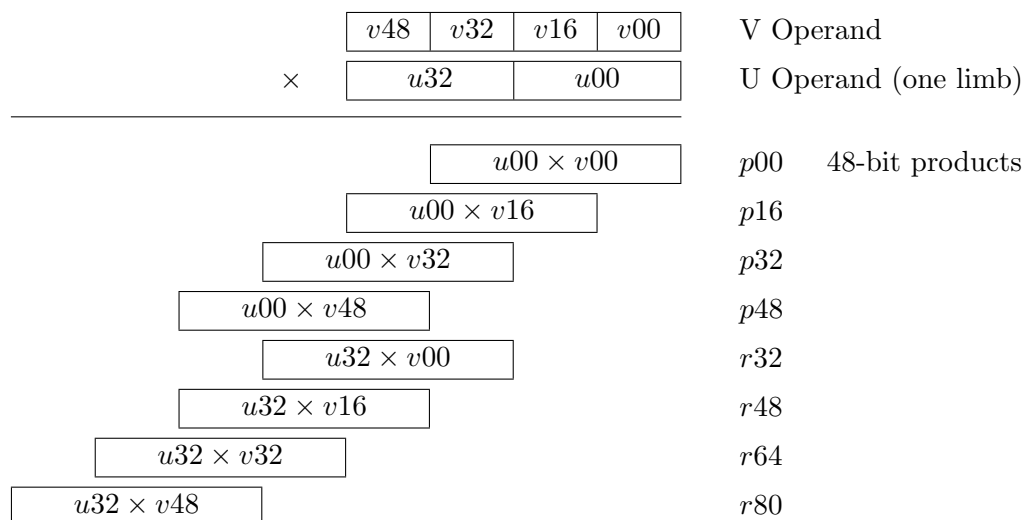 v48 v32 v16 v00 V Operand
× u32 u00 U Operand (one limb)
u00 × v00 p00 48-bit products
u00 × v16 p16
u00 × v32 p32
u00 × v48 p48
u32 × v00 r32
u32 × v16 r48
u32 × v32 r64
u32 × v48 r80